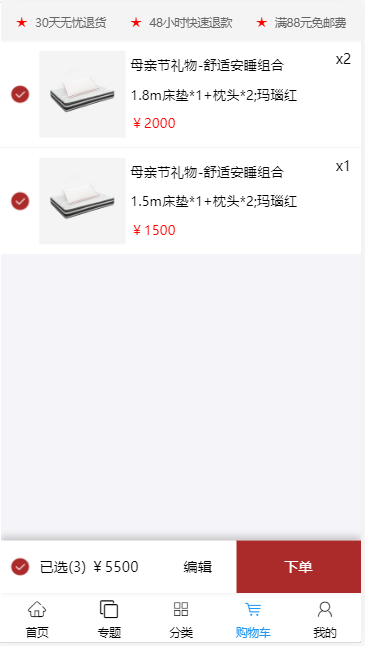 30天无忧退货 48小时快速退款 满88元免邮费
母亲节礼物-舒适安睡组合 x2
1.8m床垫*1+枕头*2;玛瑙红
￥2000
母亲节礼物-舒适安睡组合 x1
1.5m床垫*1+枕头*2;玛瑙红
￥1500
已选(3) ￥5500 编辑 下单
首页 专题 分类 购物车 我的